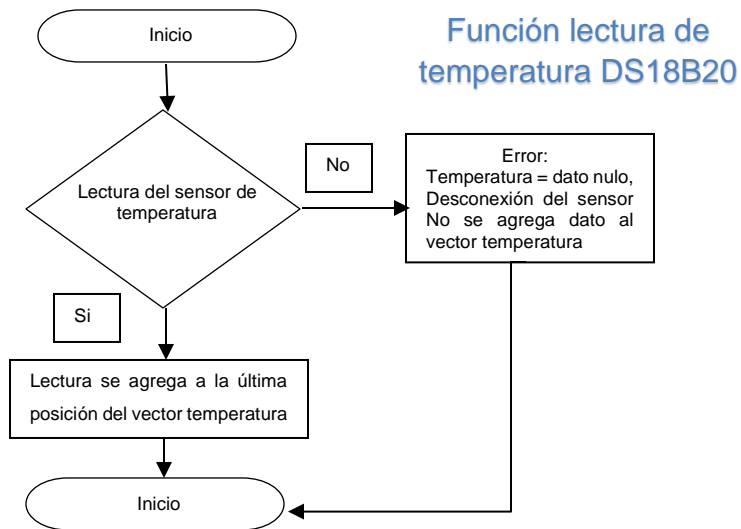 Función lectura de
temperatura DS18B20
Inicio
Lectura del sensor de
temperatura
No
Error:
Temperatura = dato nulo,
Desconexión del sensor
No se agrega dato al
vector temperatura
Si
Lectura se agrega a la última
posición del vector temperatura
Inicio